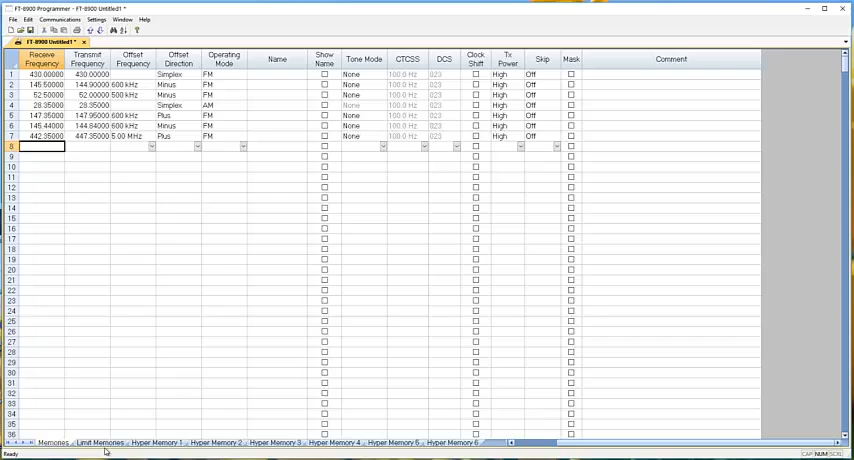 FT-8900 Programmer - FT-8900 Untitled1 *
File Edit Communications Settings Window Help
FT-8900 Untitled1 *
Receive Frequency Transmit Frequency Offset Frequency Offset Direction Operating Mode Name Show Name Tone Mode CTCSS DCS Clock Shift Tx Power Skip Mask Comment
1 430.00000 430.00000 Simplex FM None 100.0 Hz 023 High Off
2 145.50000 144.90000 600 kHz Minus FM None 100.0 Hz 023 High Off
3 52.50000 52.00000 500 kHz Minus FM None 100.0 Hz 023 High Off
4 28.35000 28.35000 Simplex AM None 100.0 Hz 023 High Off
5 147.35000 147.95000 600 kHz Plus FM None 100.0 Hz 023 High Off
6 145.44000 144.84000 600 kHz Minus FM None 100.0 Hz 023 High Off
7 442.35000 447.35000 5.00 MHz Plus FM None 100.0 Hz 023 High Off
8
9
10
11
12
13
14
15
16
17
18
19
20
21
22
23
24
25
26
27
28
29
30
31
32
33
34
35
36
Memories Limit Memories Hyper Memory 1 Hyper Memory 2 Hyper Memory 3 Hyper Memory 4 Hyper Memory 5 Hyper Memory 6
Ready CAP NUM SCRL